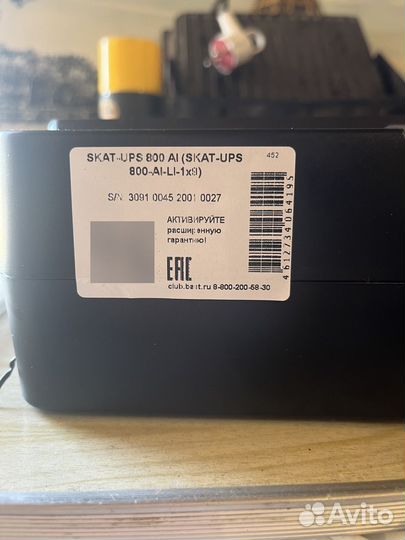 SKAT-UPS 800 AI (SKAT-UPS
800-AI-LI-1x9)
452
S/N: 3091 0045 2001 0027
АКТИВИРУЙТЕ
расширенную
гарантию!
EAC
club.bast.ru 8-800-200-58-30
4612734064195
Avito